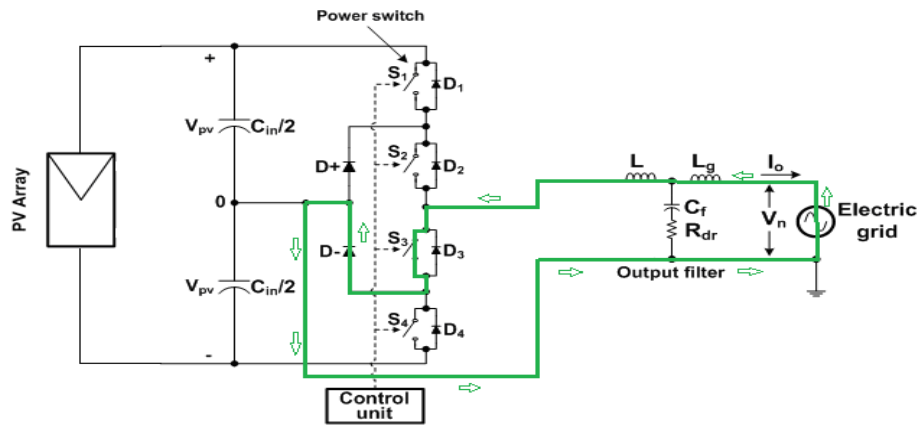 Power switch
+
S1
D1
Vpv
Cin/2
D+
S2
D2
L
Lg
Io
PV Array
0
Cf
Rdr
Vn
Electric
grid
D-
S3
D3
Output filter
Vpv
Cin/2
S4
D4
-
Control
unit